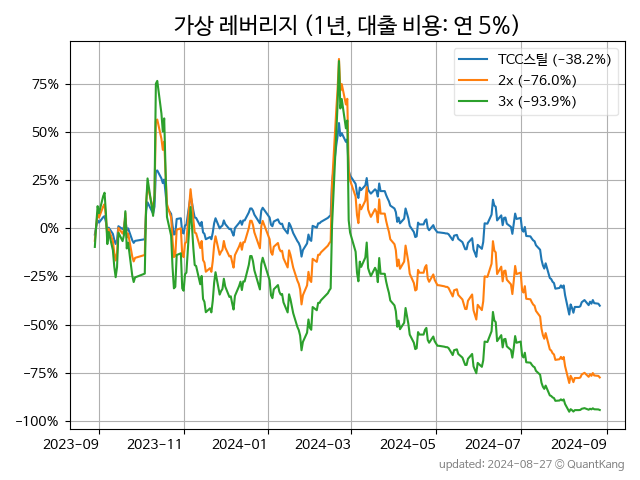 가상 레버리지 (1년, 대출 비용: 연 5%)
TCC스틸 (−38.2%)
2x (−76.0%)
3x (−93.9%)
75%
50%
25%
0%
−25%
−50%
−75%
−100%
2023-09 2023-11 2024-01 2024-03 2024-05 2024-07 2024-09
updated: 2024-08-27 © QuantKang